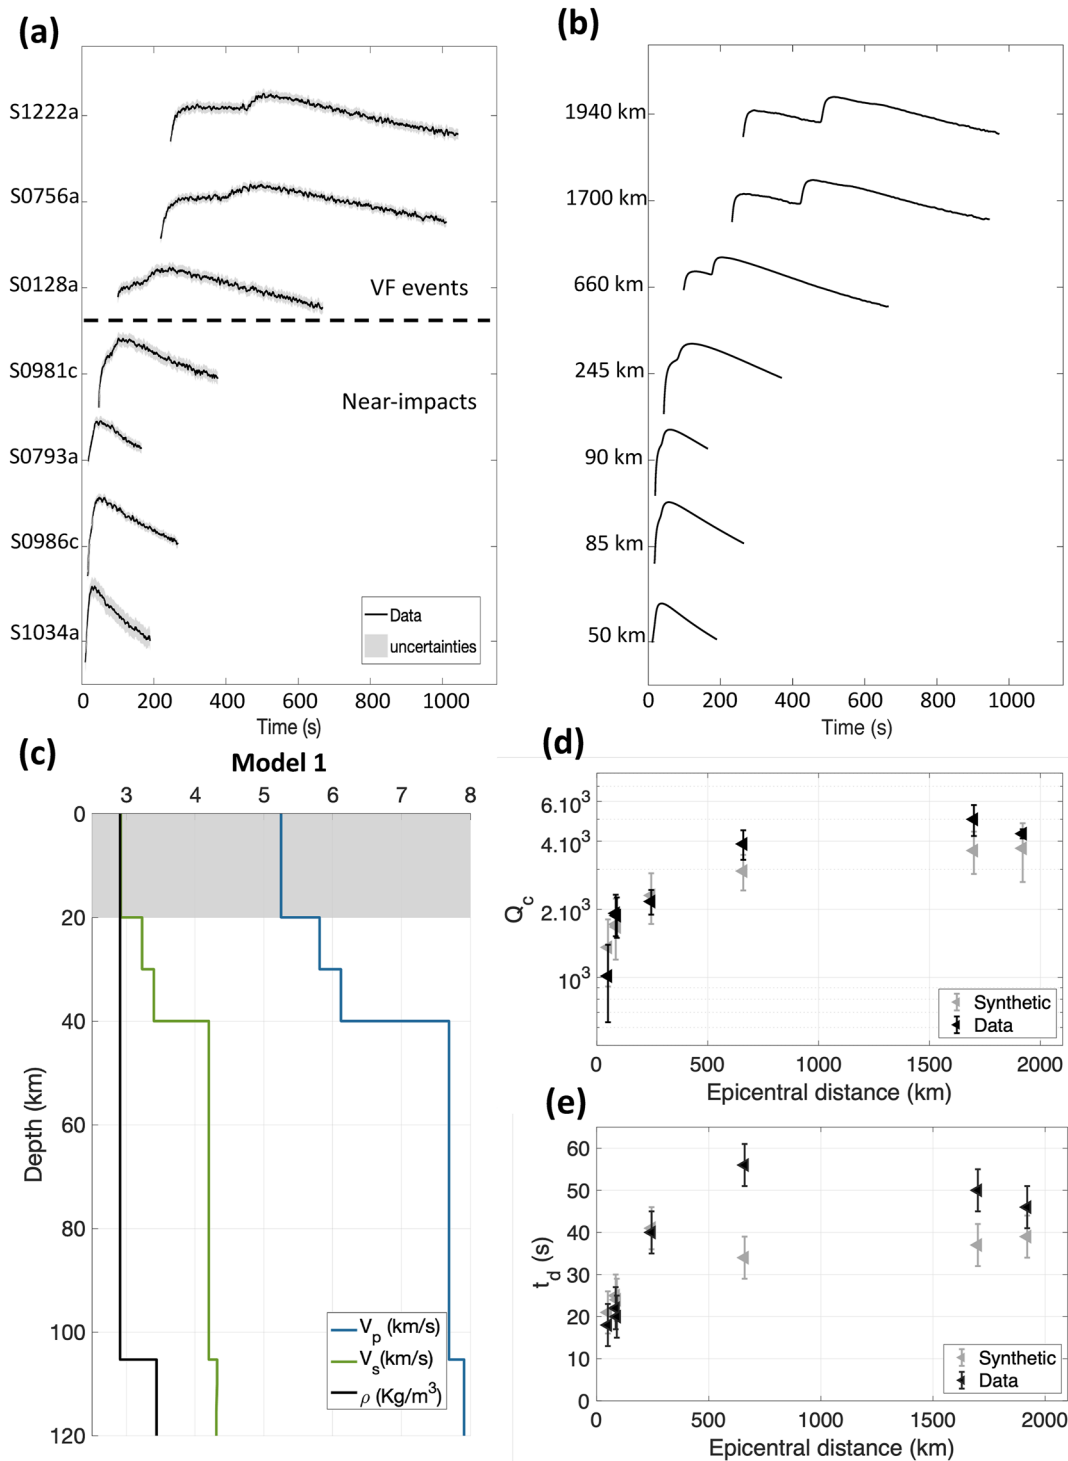 (a)
S1222a
S0756a
S0128a
VF events
S0981c
Near-impacts
S0793a
S0986c
S1034a
Data
uncertainties
0 200 400 600 800 1000
Time (s)
(b)
1940 km
1700 km
660 km
245 km
90 km
85 km
50 km
0 200 400 600 800 1000
Time (s)
(c)
Model 1
3 4 5 6 7 8
0
20
40
60
80
100
120
Depth (km)
V_p (km/s)
V_s(km/s)
ρ (Kg/m³)
(d)
6.10³
4.10³
2.10³
10³
Q_c
Synthetic
Data
0 500 1000 1500 2000
Epicentral distance (km)
(e)
60
50
40
30
20
10
0
t_d (s)
Synthetic
Data
0 500 1000 1500 2000
Epicentral distance (km)